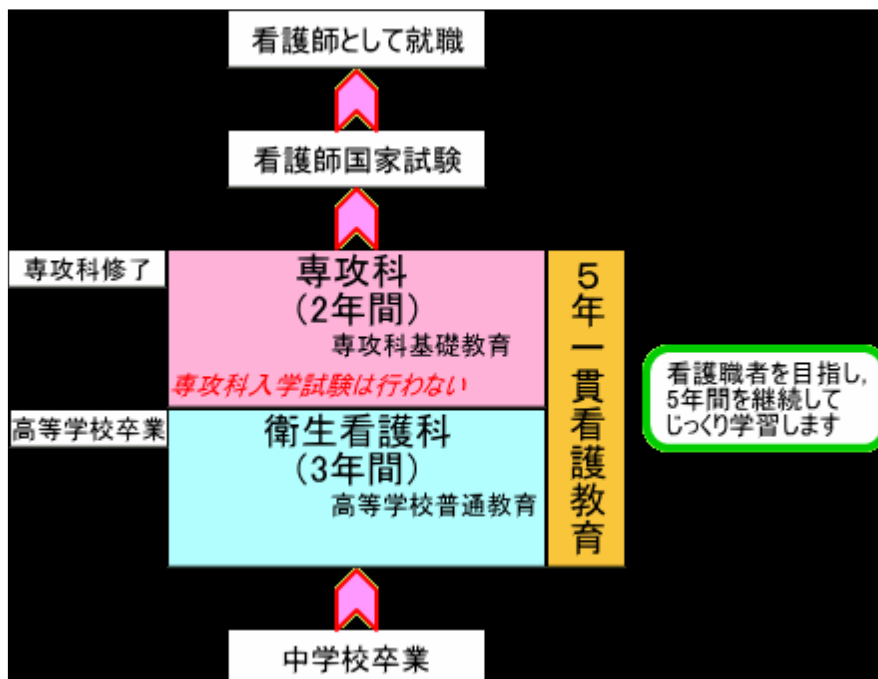 看護師として就職
看護師国家試験
専攻科修了
専攻科
(2年間)
専攻科基礎教育
専攻科入学試験は行わない
高等学校卒業
衛生看護科
(3年間)
高等学校普通教育
5年一貫看護教育
看護職者を目指し,
5年間を継続して
じっくり学習します
中学校卒業